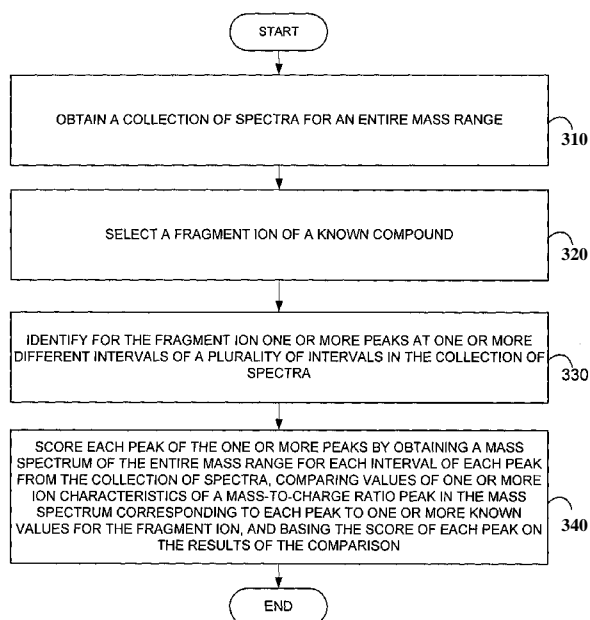 START
OBTAIN A COLLECTION OF SPECTRA FOR AN ENTIRE MASS RANGE
310
SELECT A FRAGMENT ION OF A KNOWN COMPOUND
320
IDENTIFY FOR THE FRAGMENT ION ONE OR MORE PEAKS AT ONE OR MORE
DIFFERENT INTERVALS OF A PLURALITY OF INTERVALS IN THE COLLECTION OF
SPECTRA
330
SCORE EACH PEAK OF THE ONE OR MORE PEAKS BY OBTAINING A MASS
SPECTRUM OF THE ENTIRE MASS RANGE FOR EACH INTERVAL OF EACH PEAK
FROM THE COLLECTION OF SPECTRA, COMPARING VALUES OF ONE OR MORE
ION CHARACTERISTICS OF A MASS-TO-CHARGE RATIO PEAK IN THE MASS
SPECTRUM CORRESPONDING TO EACH PEAK TO ONE OR MORE KNOWN
VALUES FOR THE FRAGMENT ION, AND BASING THE SCORE OF EACH PEAK ON
THE RESULTS OF THE COMPARISON
340
END